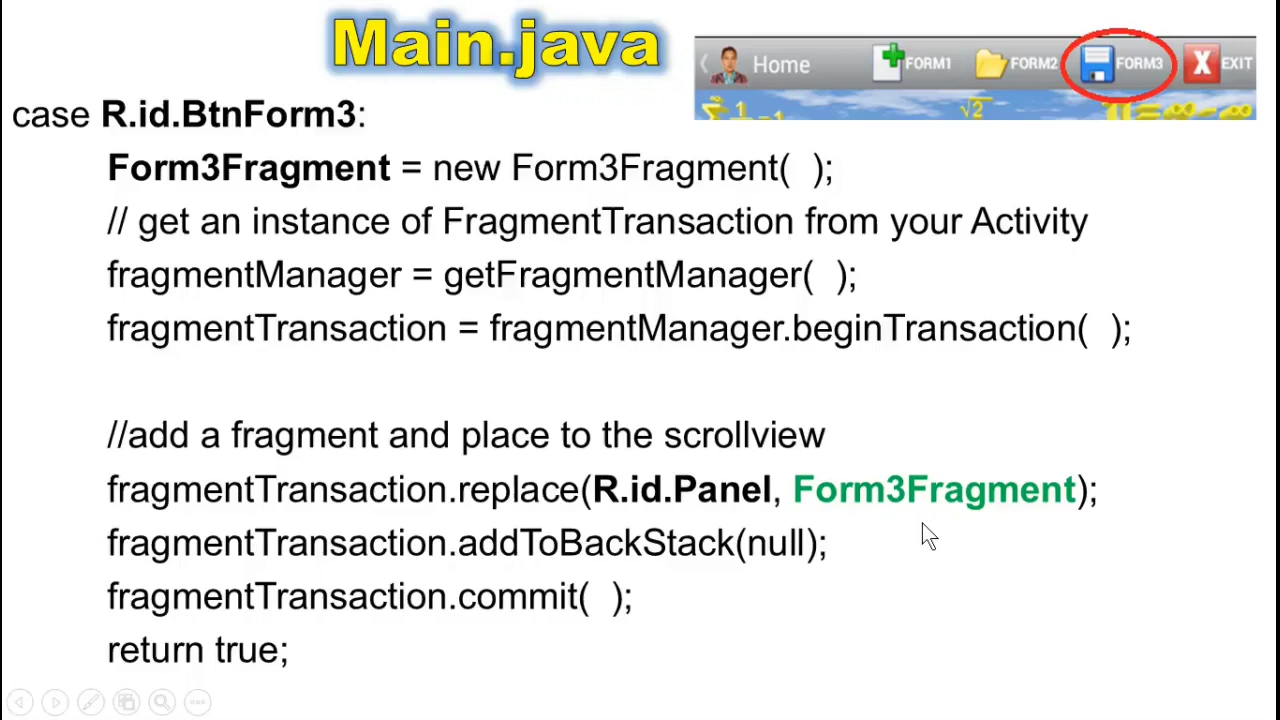 Main.java
Home FORM1 FORM2 FORM3 X EXIT
case R.id.BtnForm3:
Form3Fragment = new Form3Fragment(  );
// get an instance of FragmentTransaction from your Activity
fragmentManager = getFragmentManager(  );
fragmentTransaction = fragmentManager.beginTransaction(  );
//add a fragment and place to the scrollview
fragmentTransaction.replace(R.id.Panel, Form3Fragment);
fragmentTransaction.addToBackStack(null);
fragmentTransaction.commit(  );
return true;